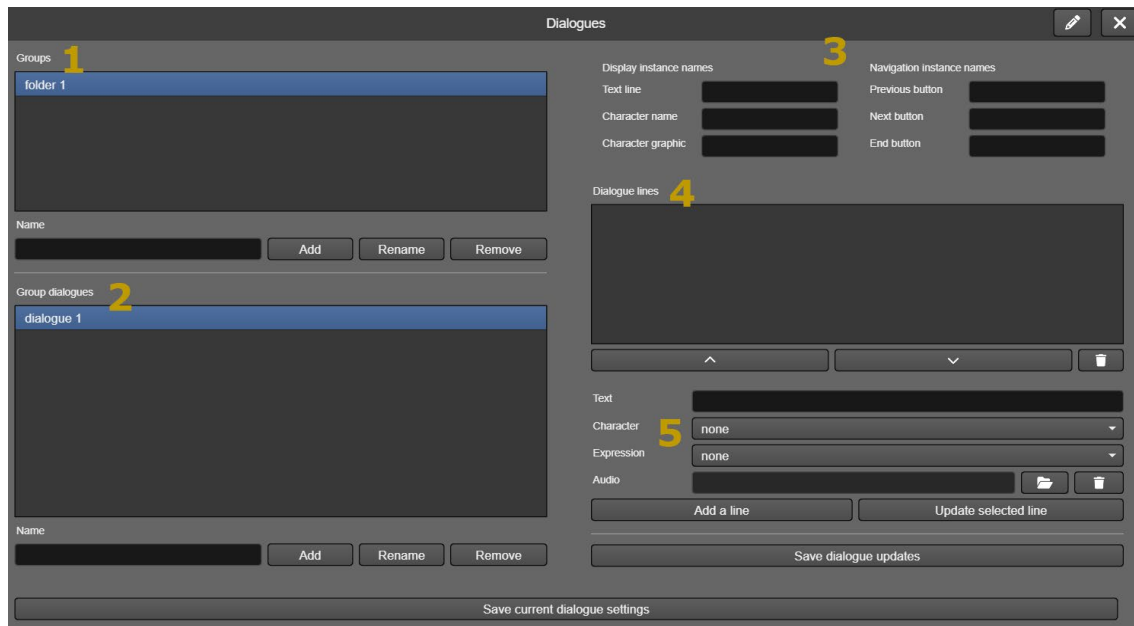 Dialogues
Groups 1
folder 1
Name
Add Rename Remove
Group dialogues 2
dialogue 1
Name
Add Rename Remove
3
Display instance names
Text line
Character name
Character graphic
Navigation instance names
Previous button
Next button
End button
Dialogue lines 4
Text
Character 5 none
Expression none
Audio
Add a line Update selected line
Save dialogue updates
Save current dialogue settings